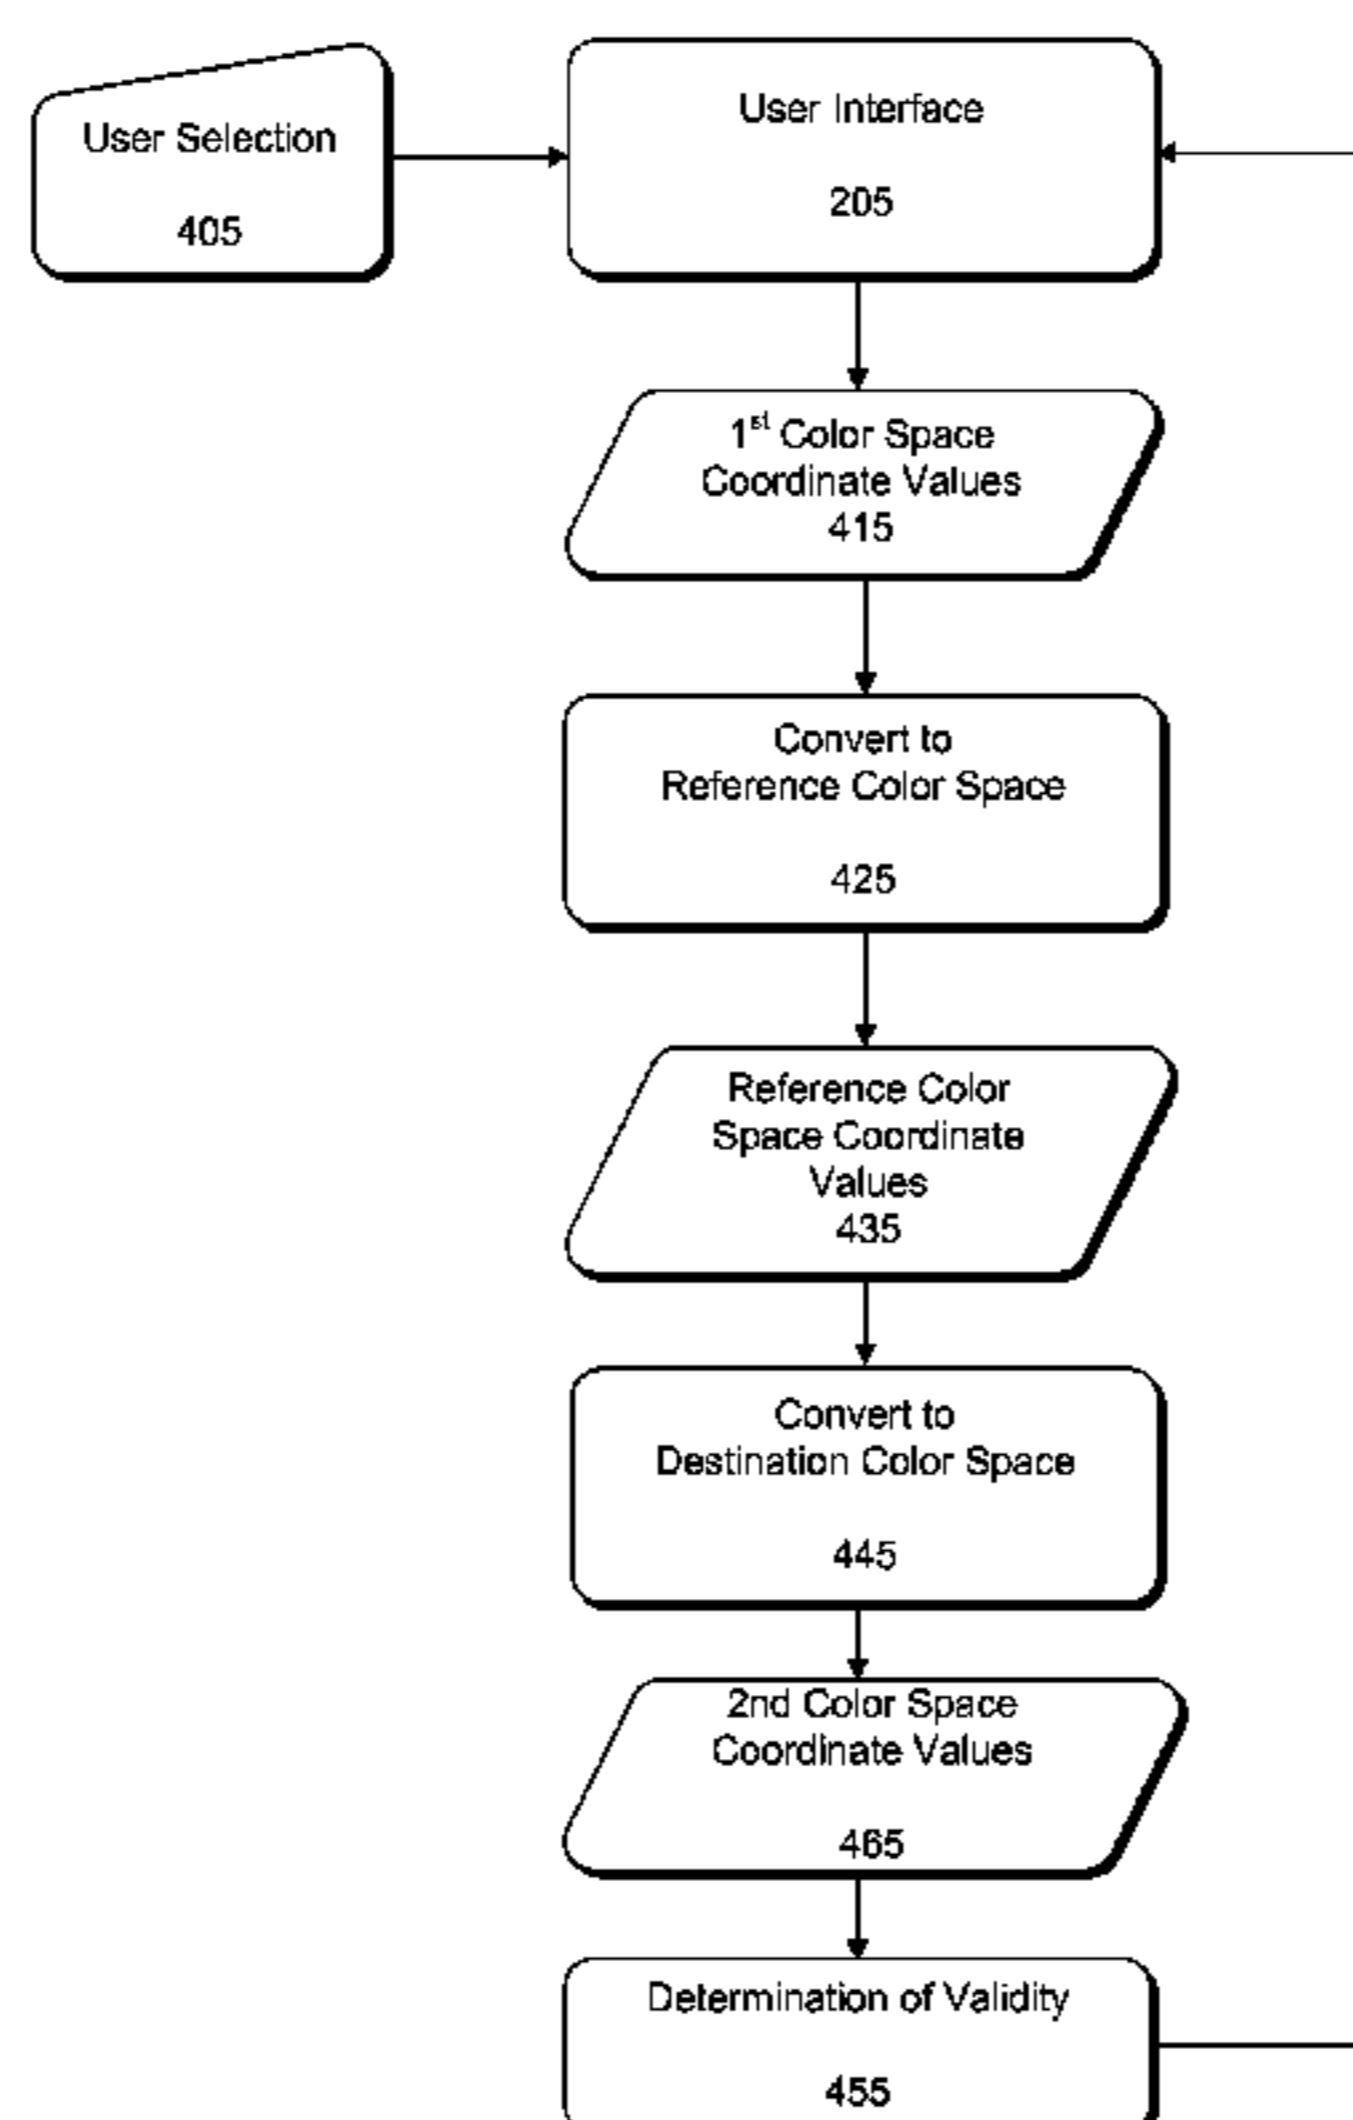 User Selection
405
User Interface
205
1st Color Space
Coordinate Values
415
Convert to
Reference Color Space
425
Reference Color
Space Coordinate
Values
435
Convert to
Destination Color Space
445
2nd Color Space
Coordinate Values
465
Determination of Validity
455